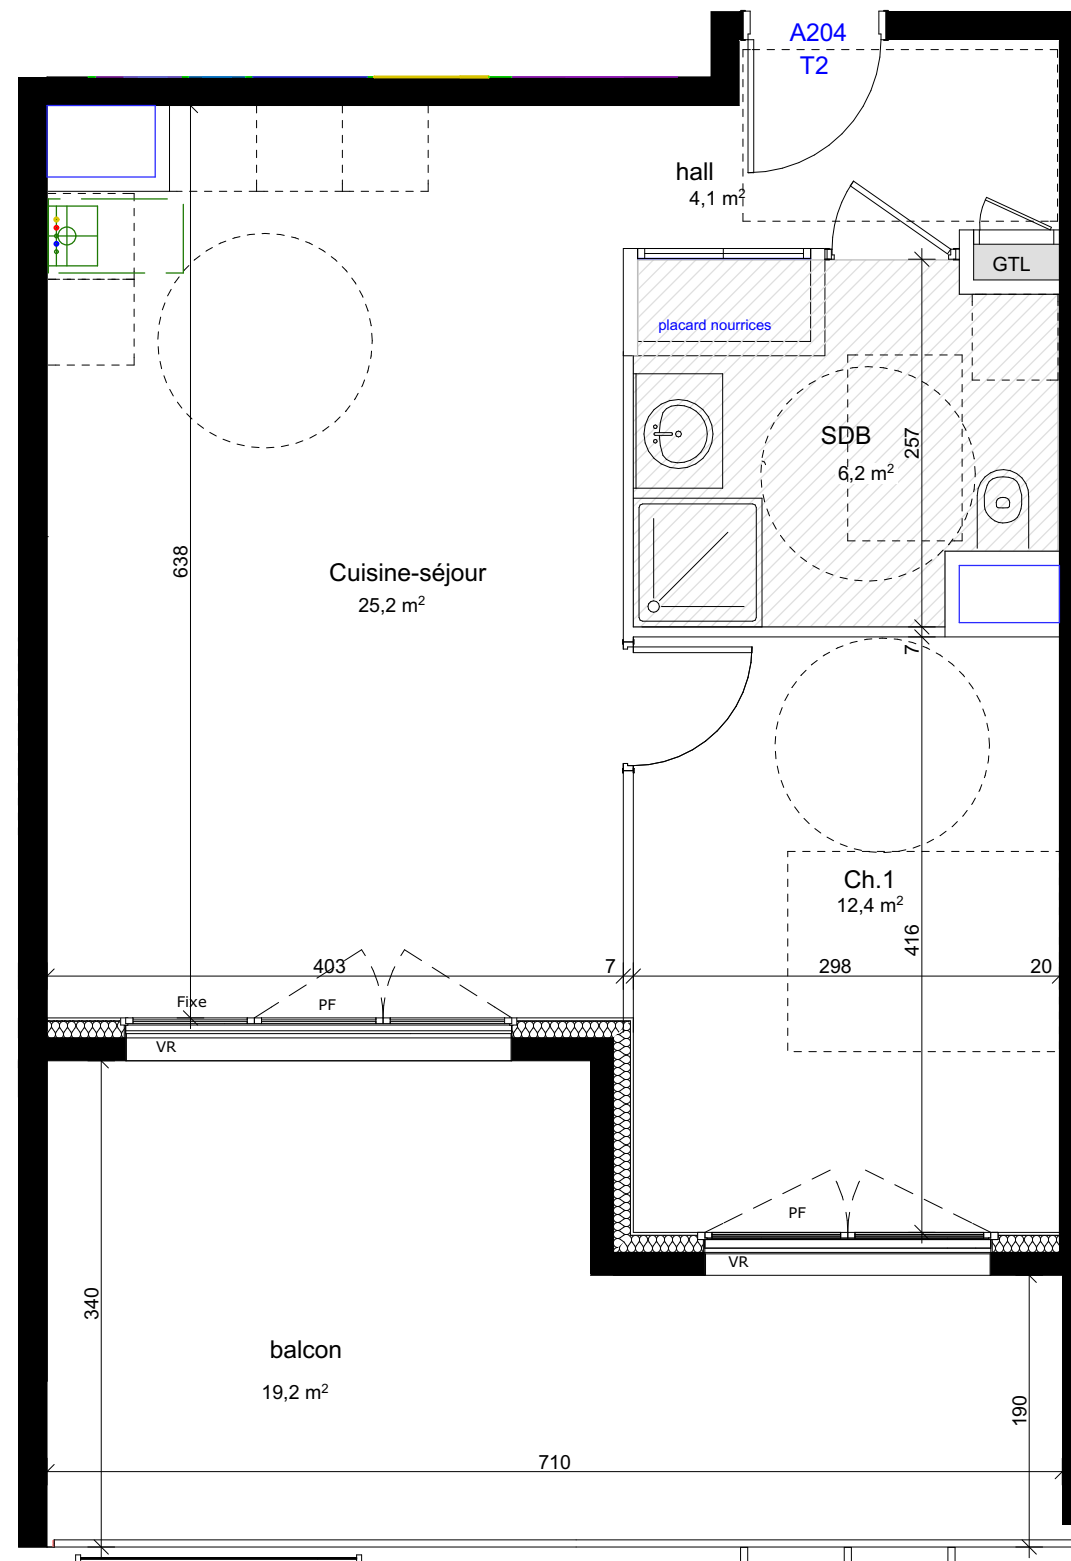 A204
T2
hall
4,1 m²
GTL
placard nourrices
SDB
6,2 m²
257
638
Cuisine-séjour
25,2 m²
7
Ch.1
12,4 m²
416
403
7
298
20
Fixe
PF
VR
PF
VR
340
balcon
19,2 m²
190
710